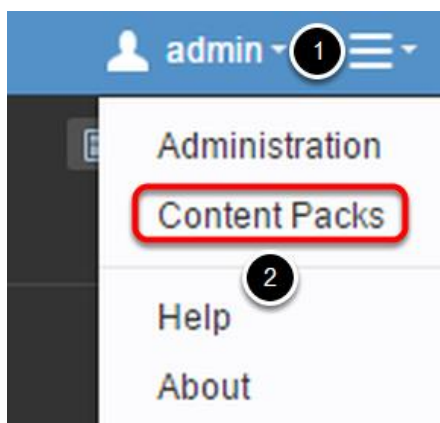 admin 1
Administration
Content Packs
2
Help
About